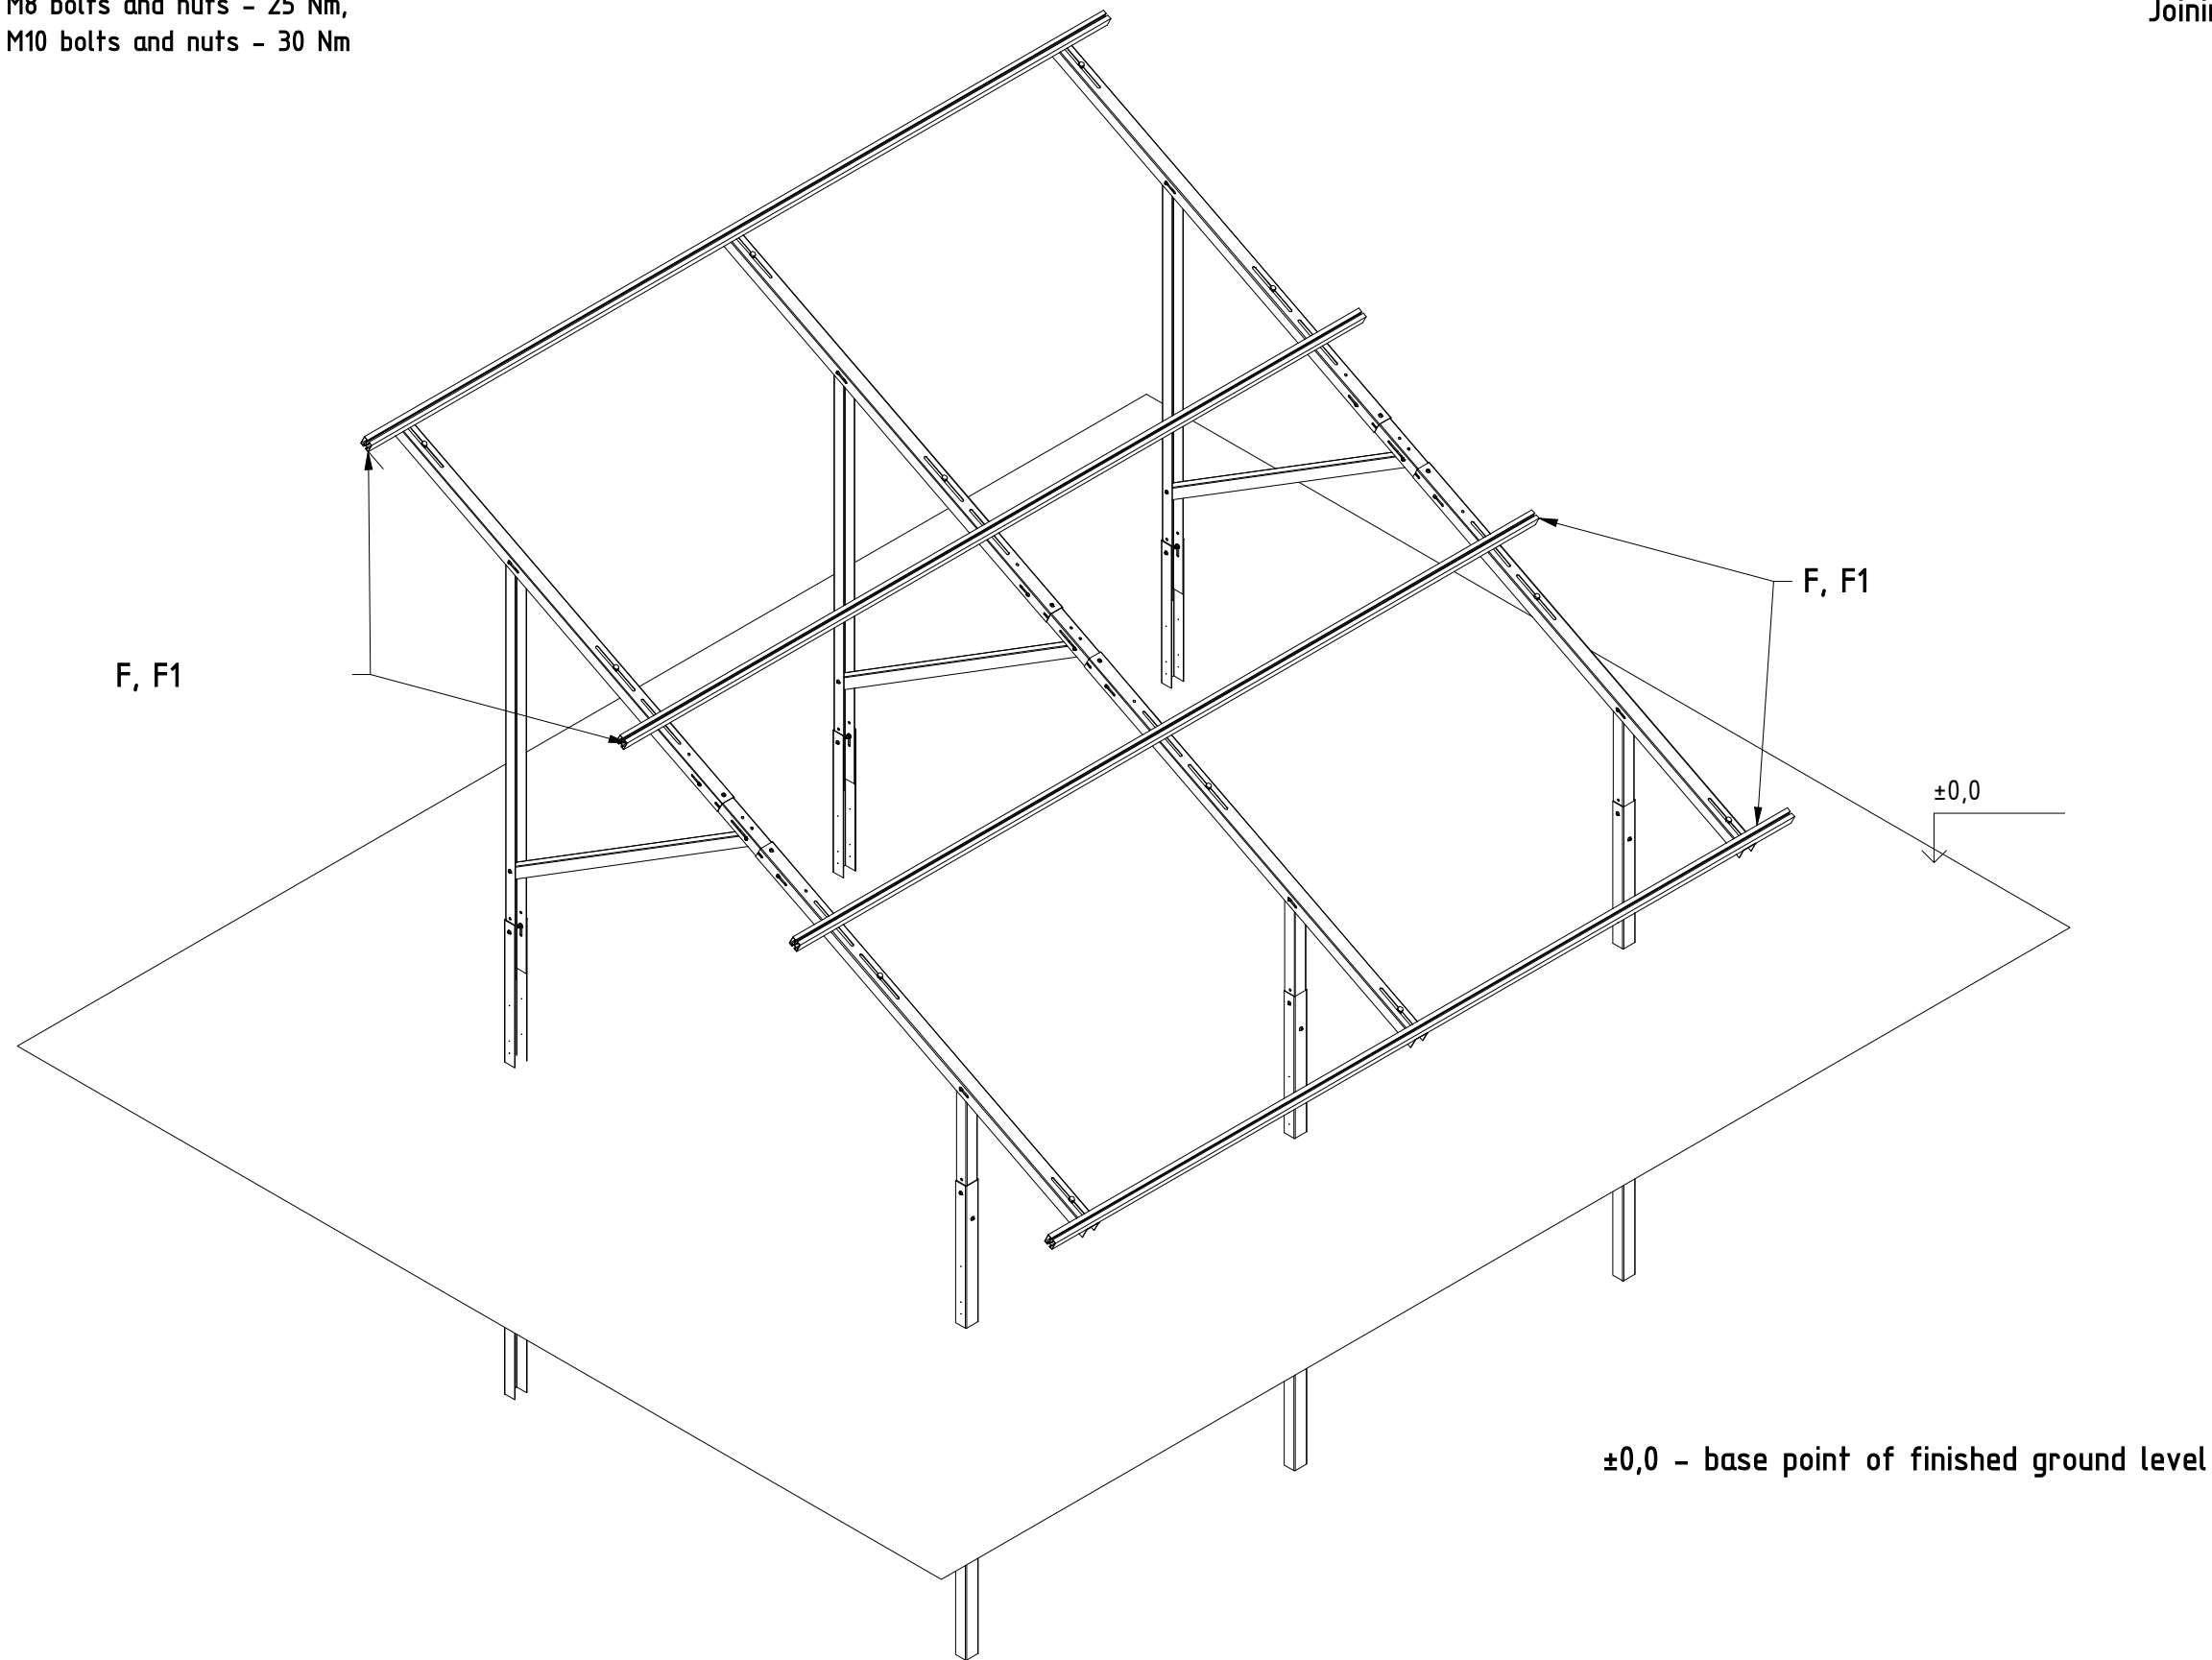 M8 bolts and nuts - 25 Nm,
M10 bolts and nuts - 30 Nm
F, F1
F, F1
±0,0
±0,0 - base point of finished ground level